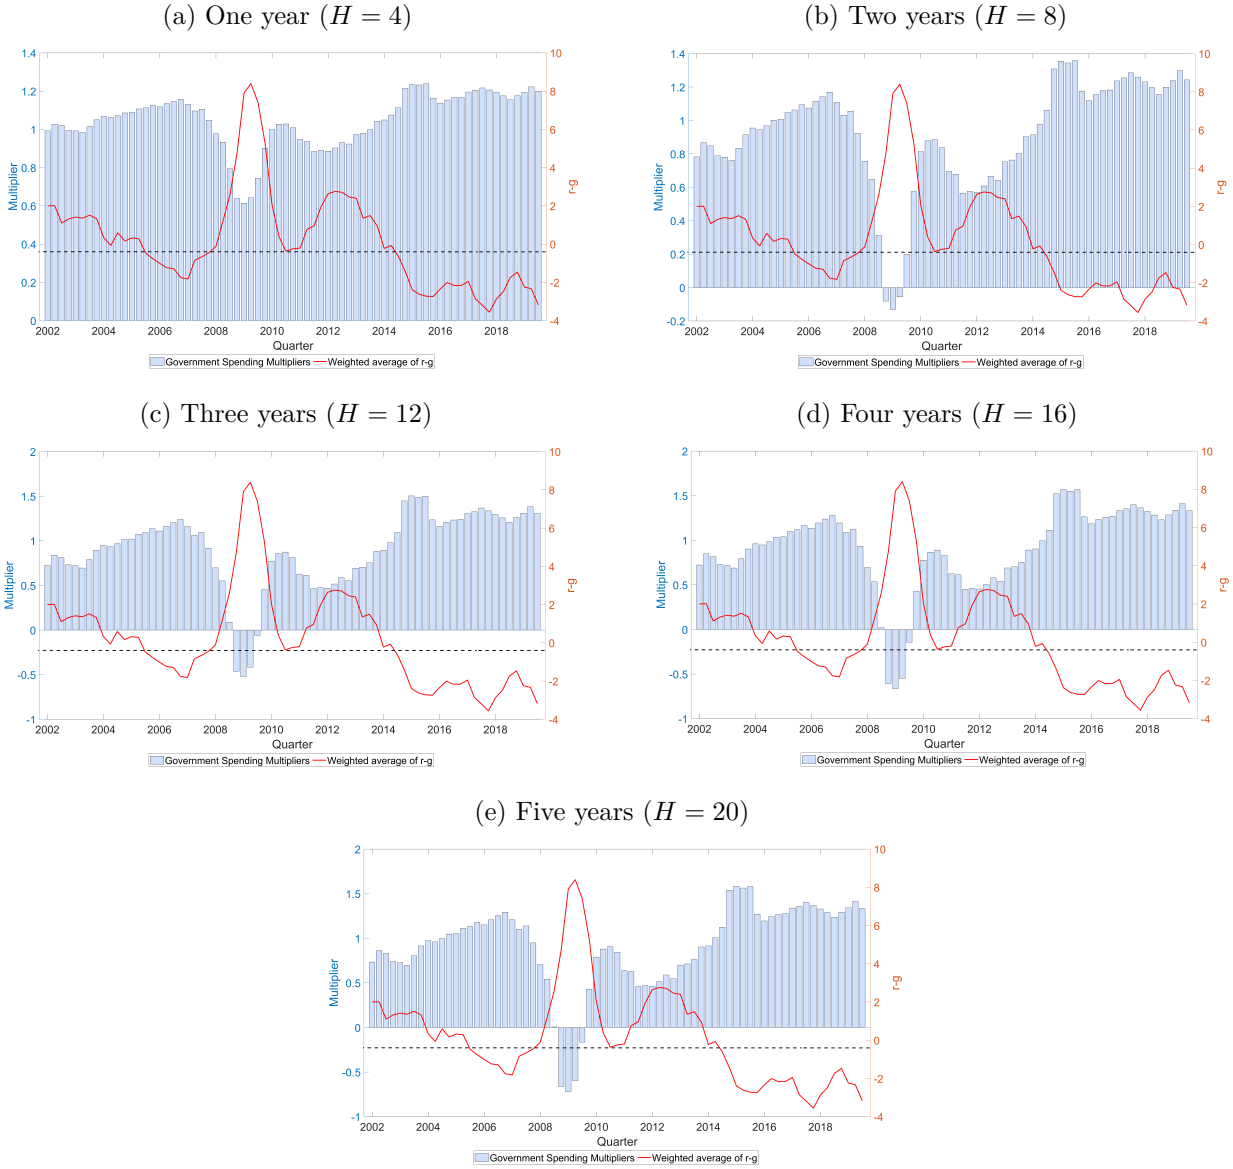 (a) One year (H = 4)
1.4
1.2
1
0.8
0.6
0.4
0.2
0
Multiplier
10
8
6
4
2
0
-2
-4
r-g
2002 2004 2006 2008 2010 2012 2014 2016 2018
Quarter
Government Spending Multipliers Weighted average of r-g
(b) Two years (H = 8)
1.4
1.2
1
0.8
0.6
0.4
0.2
0
-0.2
Multiplier
10
8
6
4
2
0
-2
-4
r-g
2002 2004 2006 2008 2010 2012 2014 2016 2018
Quarter
Government Spending Multipliers Weighted average of r-g
(c) Three years (H = 12)
2
1.5
1
0.5
0
-0.5
-1
Multiplier
10
8
6
4
2
0
-2
-4
r-g
2002 2004 2006 2008 2010 2012 2014 2016 2018
Quarter
Government Spending Multipliers Weighted average of r-g
(d) Four years (H = 16)
2
1.5
1
0.5
0
-0.5
-1
Multiplier
10
8
6
4
2
0
-2
-4
r-g
2002 2004 2006 2008 2010 2012 2014 2016 2018
Quarter
Government Spending Multipliers Weighted average of r-g
(e) Five years (H = 20)
2
1.5
1
0.5
0
-0.5
-1
Multiplier
10
8
6
4
2
0
-2
-4
r-g
2002 2004 2006 2008 2010 2012 2014 2016 2018
Quarter
Government Spending Multipliers Weighted average of r-g